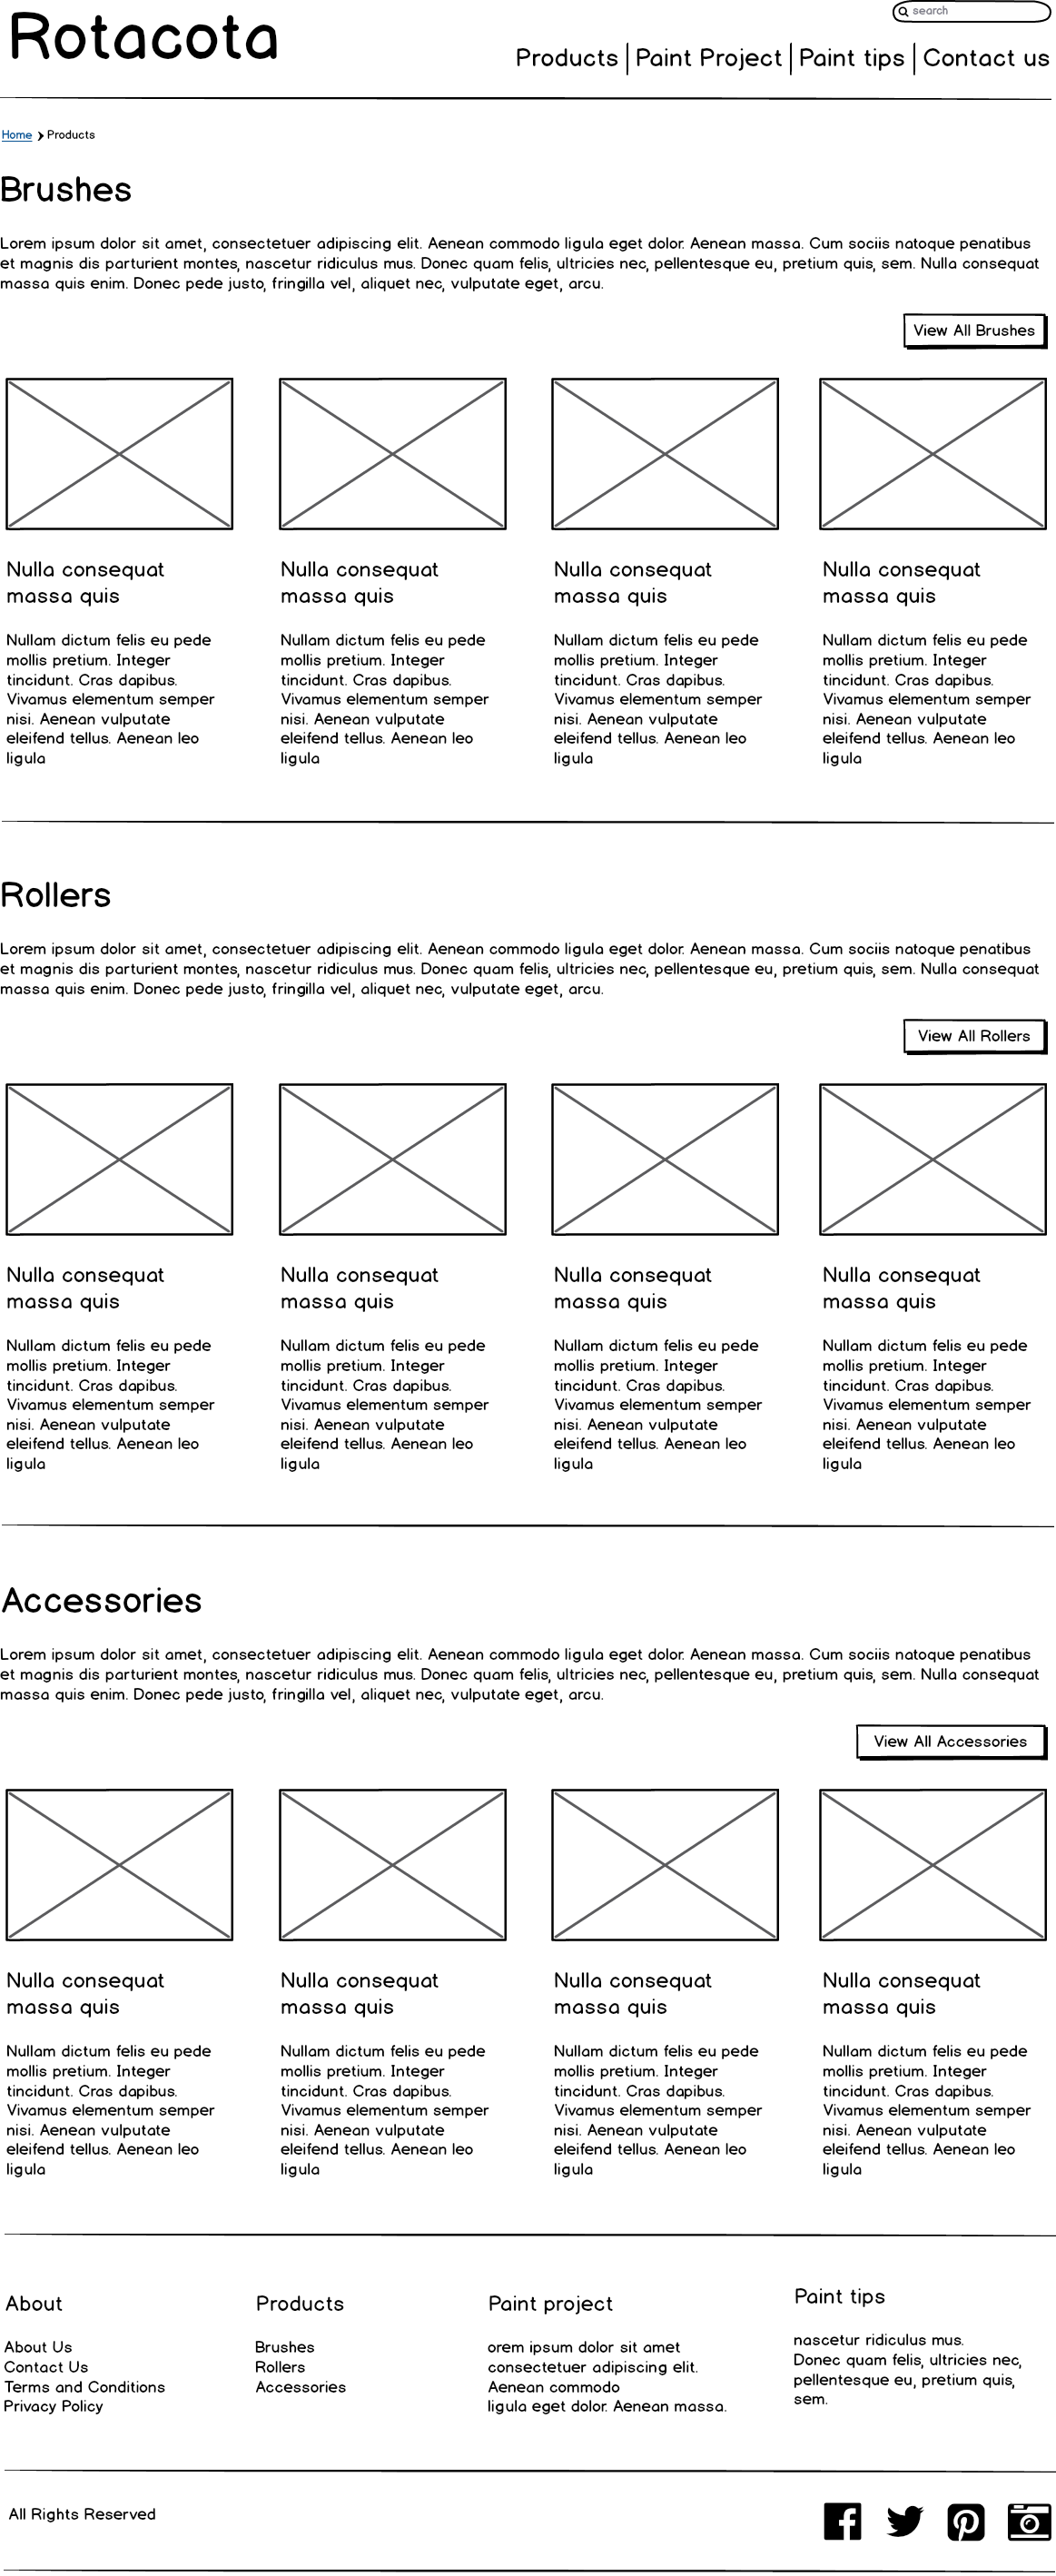 search
Rotacota
Products Paint Project Paint tips Contact us
Home Products
Brushes
Lorem ipsum dolor sit amet, consectetuer adipiscing elit. Aenean commodo ligula eget dolor. Aenean massa. Cum sociis natoque penatibus
et magnis dis parturient montes, nascetur ridiculus mus. Donec quam felis, ultricies nec, pellentesque eu, pretium quis, sem. Nulla consequat
massa quis enim. Donec pede justo, fringilla vel, aliquet nec, vulputate eget, arcu.
View All Brushes
Nulla consequat
massa quis
Nullam dictum felis eu pede
mollis pretium. Integer
tincidunt. Cras dapibus.
Vivamus elementum semper
nisi. Aenean vulputate
eleifend tellus. Aenean leo
ligula
Nulla consequat
massa quis
Nullam dictum felis eu pede
mollis pretium. Integer
tincidunt. Cras dapibus.
Vivamus elementum semper
nisi. Aenean vulputate
eleifend tellus. Aenean leo
ligula
Nulla consequat
massa quis
Nullam dictum felis eu pede
mollis pretium. Integer
tincidunt. Cras dapibus.
Vivamus elementum semper
nisi. Aenean vulputate
eleifend tellus. Aenean leo
ligula
Nulla consequat
massa quis
Nullam dictum felis eu pede
mollis pretium. Integer
tincidunt. Cras dapibus.
Vivamus elementum semper
nisi. Aenean vulputate
eleifend tellus. Aenean leo
ligula
Rollers
Lorem ipsum dolor sit amet, consectetuer adipiscing elit. Aenean commodo ligula eget dolor. Aenean massa. Cum sociis natoque penatibus
et magnis dis parturient montes, nascetur ridiculus mus. Donec quam felis, ultricies nec, pellentesque eu, pretium quis, sem. Nulla consequat
massa quis enim. Donec pede justo, fringilla vel, aliquet nec, vulputate eget, arcu.
View All Rollers
Nulla consequat
massa quis
Nullam dictum felis eu pede
mollis pretium. Integer
tincidunt. Cras dapibus.
Vivamus elementum semper
nisi. Aenean vulputate
eleifend tellus. Aenean leo
ligula
Nulla consequat
massa quis
Nullam dictum felis eu pede
mollis pretium. Integer
tincidunt. Cras dapibus.
Vivamus elementum semper
nisi. Aenean vulputate
eleifend tellus. Aenean leo
ligula
Nulla consequat
massa quis
Nullam dictum felis eu pede
mollis pretium. Integer
tincidunt. Cras dapibus.
Vivamus elementum semper
nisi. Aenean vulputate
eleifend tellus. Aenean leo
ligula
Nulla consequat
massa quis
Nullam dictum felis eu pede
mollis pretium. Integer
tincidunt. Cras dapibus.
Vivamus elementum semper
nisi. Aenean vulputate
eleifend tellus. Aenean leo
ligula
Accessories
Lorem ipsum dolor sit amet, consectetuer adipiscing elit. Aenean commodo ligula eget dolor. Aenean massa. Cum sociis natoque penatibus
et magnis dis parturient montes, nascetur ridiculus mus. Donec quam felis, ultricies nec, pellentesque eu, pretium quis, sem. Nulla consequat
massa quis enim. Donec pede justo, fringilla vel, aliquet nec, vulputate eget, arcu.
View All Accessories
Nulla consequat
massa quis
Nullam dictum felis eu pede
mollis pretium. Integer
tincidunt. Cras dapibus.
Vivamus elementum semper
nisi. Aenean vulputate
eleifend tellus. Aenean leo
ligula
Nulla consequat
massa quis
Nullam dictum felis eu pede
mollis pretium. Integer
tincidunt. Cras dapibus.
Vivamus elementum semper
nisi. Aenean vulputate
eleifend tellus. Aenean leo
ligula
Nulla consequat
massa quis
Nullam dictum felis eu pede
mollis pretium. Integer
tincidunt. Cras dapibus.
Vivamus elementum semper
nisi. Aenean vulputate
eleifend tellus. Aenean leo
ligula
Nulla consequat
massa quis
Nullam dictum felis eu pede
mollis pretium. Integer
tincidunt. Cras dapibus.
Vivamus elementum semper
nisi. Aenean vulputate
eleifend tellus. Aenean leo
ligula
About
About Us
Contact Us
Terms and Conditions
Privacy Policy
Products
Brushes
Rollers
Accessories
Paint project
orem ipsum dolor sit amet
consectetuer adipiscing elit.
Aenean commodo
ligula eget dolor. Aenean massa.
Paint tips
nascetur ridiculus mus.
Donec quam felis, ultricies nec,
pellentesque eu, pretium quis,
sem.
All Rights Reserved